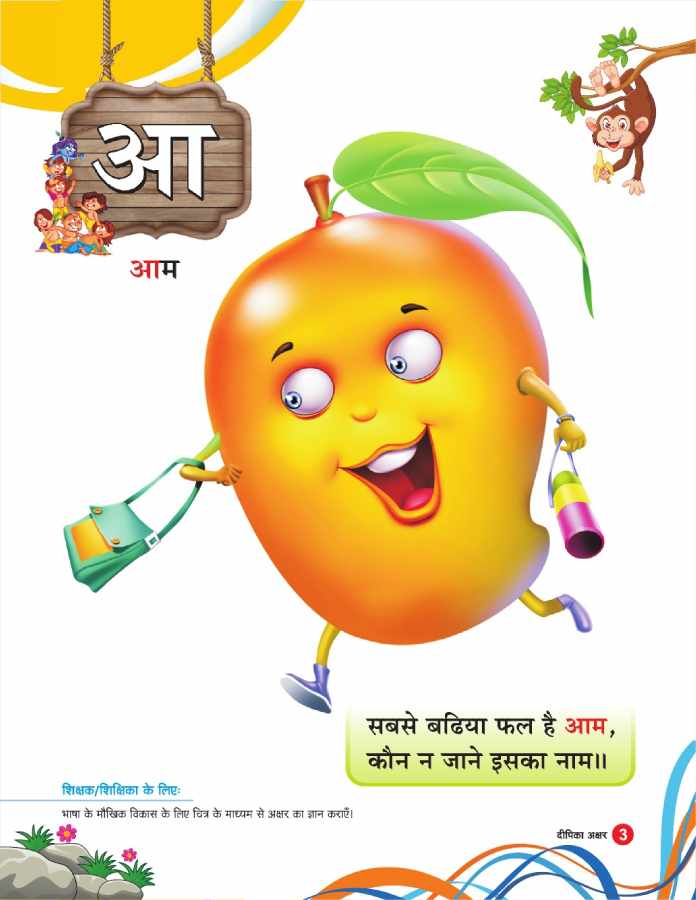 आ
आम
सबसे बढिया फल है आम,
कौन न जाने इसका नाम॥
शिक्षक/शिक्षिका के लिएः
भाषा के मौखिक विकास के लिए चित्र के माध्यम से अक्षर का ज्ञान कराएँ।
दीपिका अक्षर 3